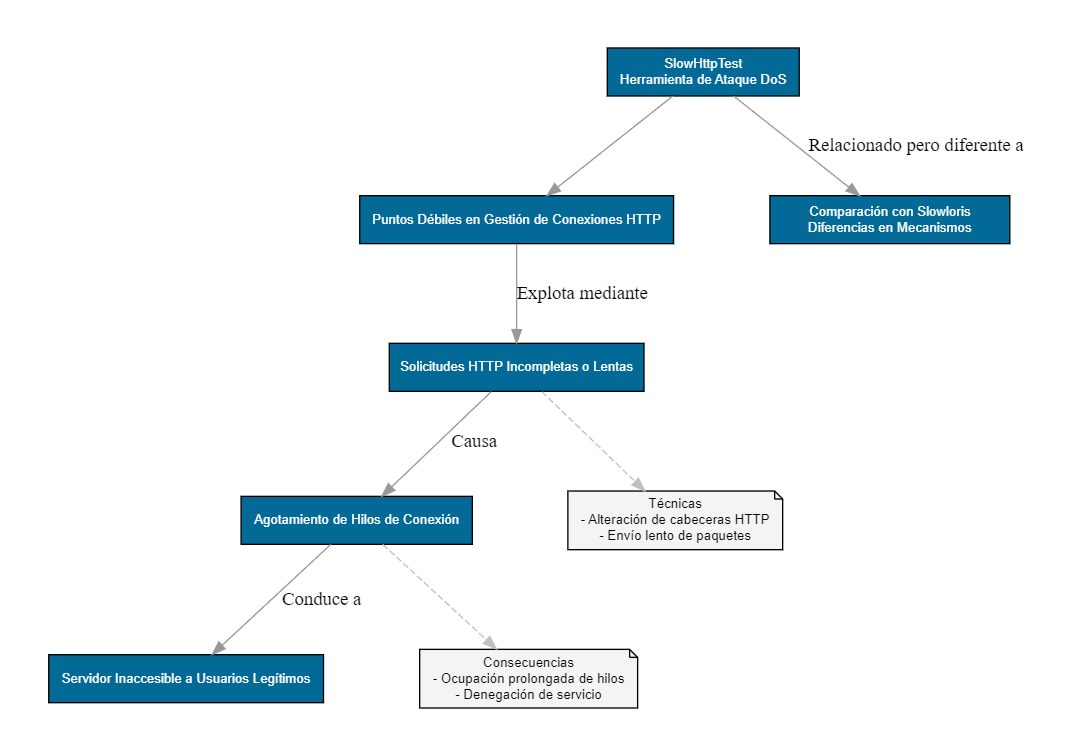 SlowHttpTest
Herramienta de Ataque DoS
Relacionado pero diferente a
Puntos Débiles en Gestión de Conexiones HTTP
Comparación con Slowloris
Diferencias en Mecanismos
Explota mediante
Solicitudes HTTP Incompletas o Lentas
Causa
Agotamiento de Hilos de Conexión
Técnicas
- Alteración de cabeceras HTTP
- Envío lento de paquetes
Conduce a
Servidor Inaccesible a Usuarios Legítimos
Consecuencias
- Ocupación prolongada de hilos
- Denegación de servicio